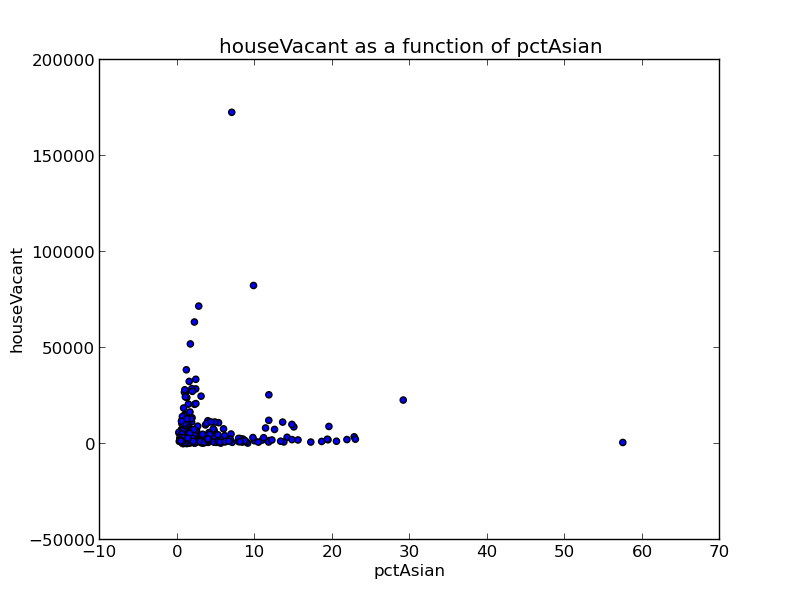 houseVacant as a function of pctAsian
200000
150000
100000
50000
0
−50000
houseVacant
−10 0 10 20 30 40 50 60 70
pctAsian